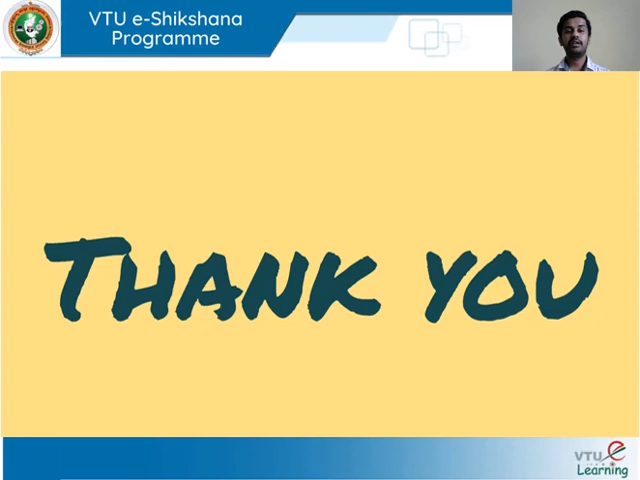 VTU e-Shikshana
Programme
THANK YOU
VTU e
Learning